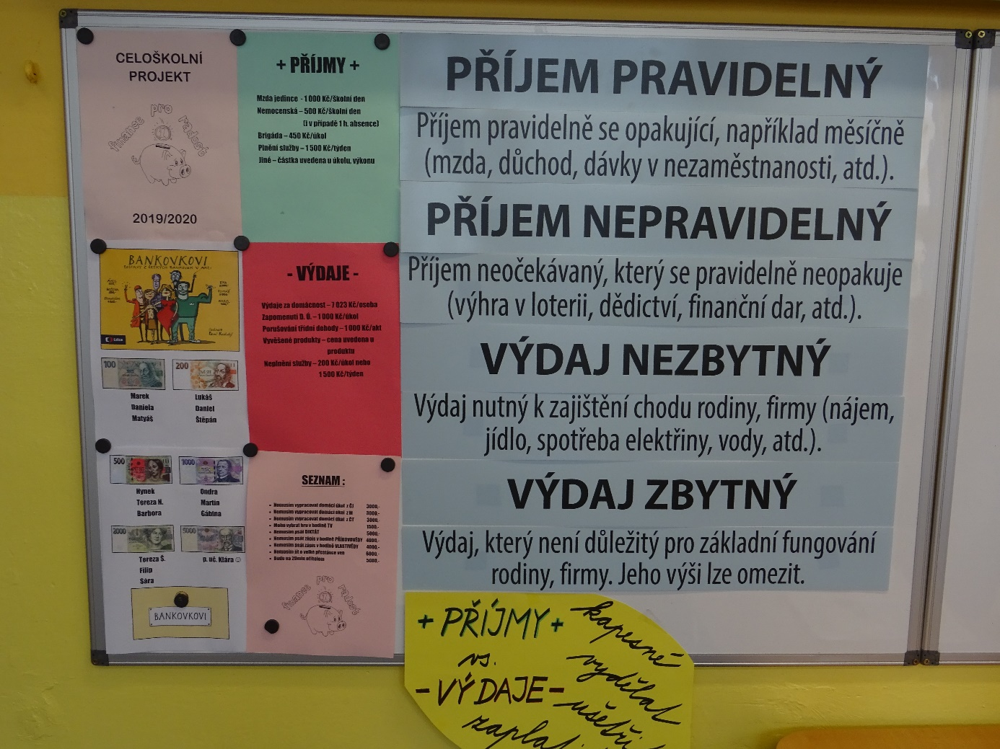 CELOŠKOLNÍ
PROJEKT
finance pro radost
2019/2020
+ PŘÍJMY +
Mzda jedince - 1 000 Kč/školní den
Nemocenská – 500 Kč/školní den
(i v případě 1 h. absence)
Brigáda – 450 Kč/úkol
Plnění služby – 1 500 Kč/týden
Jiné – částka uvedena u úkolu, výkonu
BANKOVKOVI
Edice
100
200
Marek
Daniela
Matyáš
Lukáš
Daniel
Štěpán
- VÝDAJE -
Výdaje za domácnost – 7 023 Kč/osoba
Zapomenutí D. Ú. – 1 000 Kč/úkol
Porušování třídní dohody – 1 000 Kč/akt
Vyvěšené produkty – cena uvedena u
produktu
Neplnění služby – 200 Kč/úkol nebo
1 500 Kč/týden
500
1000
Hynek
Tereza N.
Barbora
Ondra
Martin
Gábina
2000
5000
Tereza Š.
Filip
Sára
p. uč. Klára ☺
BANKOVKOVI
SEZNAM :
• Nemusím vypracovat domácí úkol z ČJ 3000,-
• Nemusím vypracovat domácí úkol z M 3000,-
• Nemusím vypracovat domácí úkol z ČT 3000,-
• Mohu vybrat hru v hodině TV 1500,-
• Nemusím psát DIKTÁT 5000,-
• Nemusím psát zápis v hodině PŘÍRODOVĚDY 4000,-
• Nemusím psát zápis v hodině VLASTIVĚDY 4000,-
• Nemusím jít o velké přestávce ven 6000,-
• Budu na 20min učitelem 5000,-
finance pro radost
PŘÍJEM PRAVIDELNÝ
Příjem pravidelně se opakující, například měsíčně
(mzda, důchod, dávky v nezaměstnanosti, atd.).
PŘÍJEM NEPRAVIDELNÝ
Příjem neočekávaný, který se pravidelně neopakuje
(výhra v loterii, dědictví, finanční dar, atd.).
VÝDAJ NEZBYTNÝ
Výdaj nutný k zajištění chodu rodiny, firmy (nájem,
jídlo, spotřeba elektřiny, vody, atd.).
VÝDAJ ZBYTNÝ
Výdaj, který není důležitý pro základní fungování
rodiny, firmy. Jeho výši lze omezit.
+ PŘÍJMY +
vs.
- VÝDAJE -
kapesné
vydělat